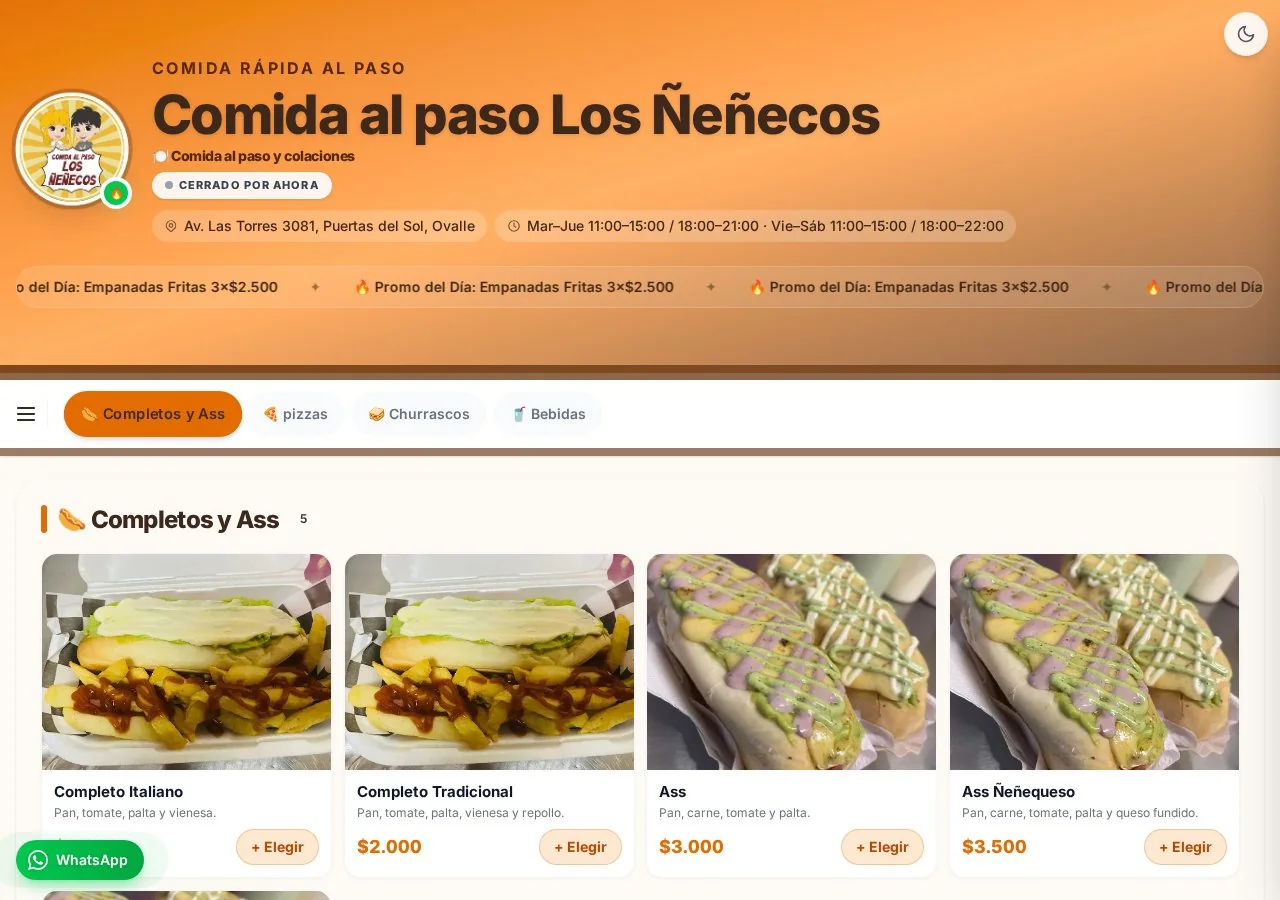 COMIDA RÁPIDA AL PASO
Comida al paso Los Ñeñecos
COMIDA AL PASO
LOS
ÑEÑECOS
Comida al paso y colaciones
CERRADO POR AHORA
Av. Las Torres 3081, Puertas del Sol, Ovalle
Mar–Jue 11:00–15:00 / 18:00–21:00 · Vie–Sáb 11:00–15:00 / 18:00–22:00
o del Día: Empanadas Fritas 3×$2.500 ✦ 🔥 Promo del Día: Empanadas Fritas 3×$2.500 ✦ 🔥 Promo del Día: Empanadas Fritas 3×$2.500 ✦ 🔥 Promo del Día
🌭 Completos y Ass
🍕 pizzas
🥪 Churrascos
🥤 Bebidas
🌭 Completos y Ass 5
Completo Italiano
Pan, tomate, palta y vienesa.
+ Elegir
Completo Tradicional
Pan, tomate, palta, vienesa y repollo.
$2.000
+ Elegir
Ass
Pan, carne, tomate y palta.
$3.000
+ Elegir
Ass Ñeñequeso
Pan, carne, tomate, palta y queso fundido.
$3.500
+ Elegir
WhatsApp